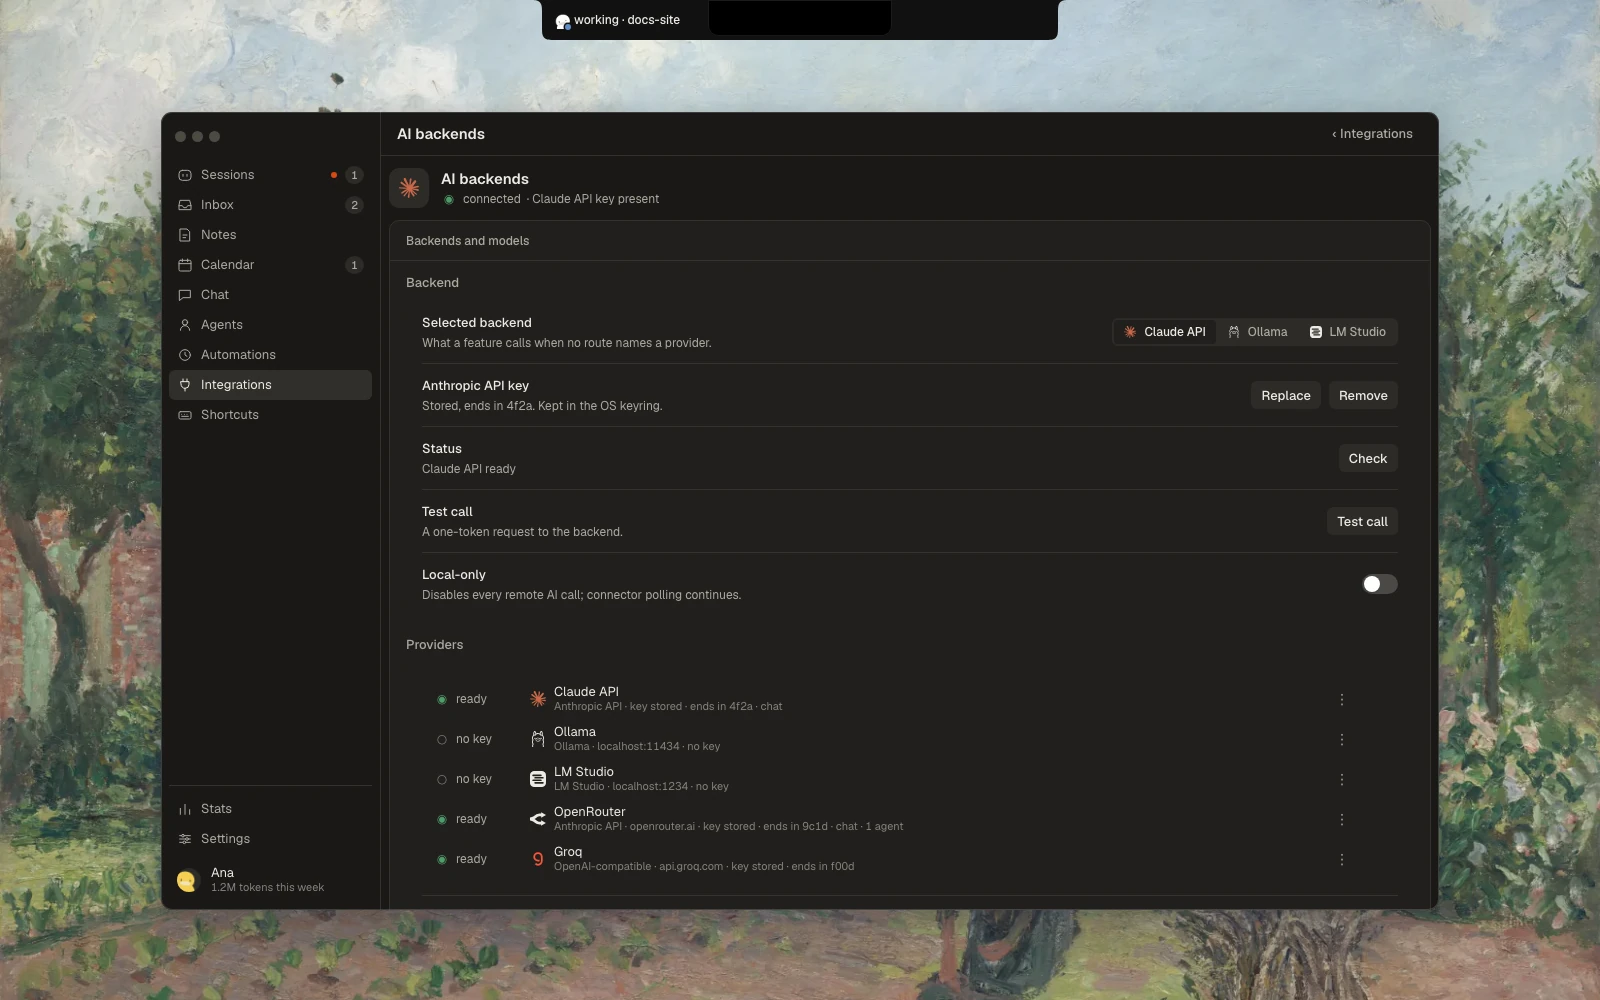 working · docs-site
AI backends
‹ Integrations
Sessions
1
Inbox
2
Notes
Calendar
1
Chat
Agents
Automations
Integrations
Shortcuts
Stats
Settings
Ana
1.2M tokens this week
AI backends
connected · Claude API key present
Backends and models
Backend
Selected backend
What a feature calls when no route names a provider.
Claude API
Ollama
LM Studio
Anthropic API key
Stored, ends in 4f2a. Kept in the OS keyring.
Replace
Remove
Status
Claude API ready
Check
Test call
A one-token request to the backend.
Test call
Local-only
Disables every remote AI call; connector polling continues.
Providers
ready
Claude API
Anthropic API · key stored · ends in 4f2a · chat
no key
Ollama
Ollama · localhost:11434 · no key
no key
LM Studio
LM Studio · localhost:1234 · no key
ready
OpenRouter
Anthropic API · openrouter.ai · key stored · ends in 9c1d · chat · 1 agent
ready
Groq
OpenAI-compatible · api.groq.com · key stored · ends in f00d